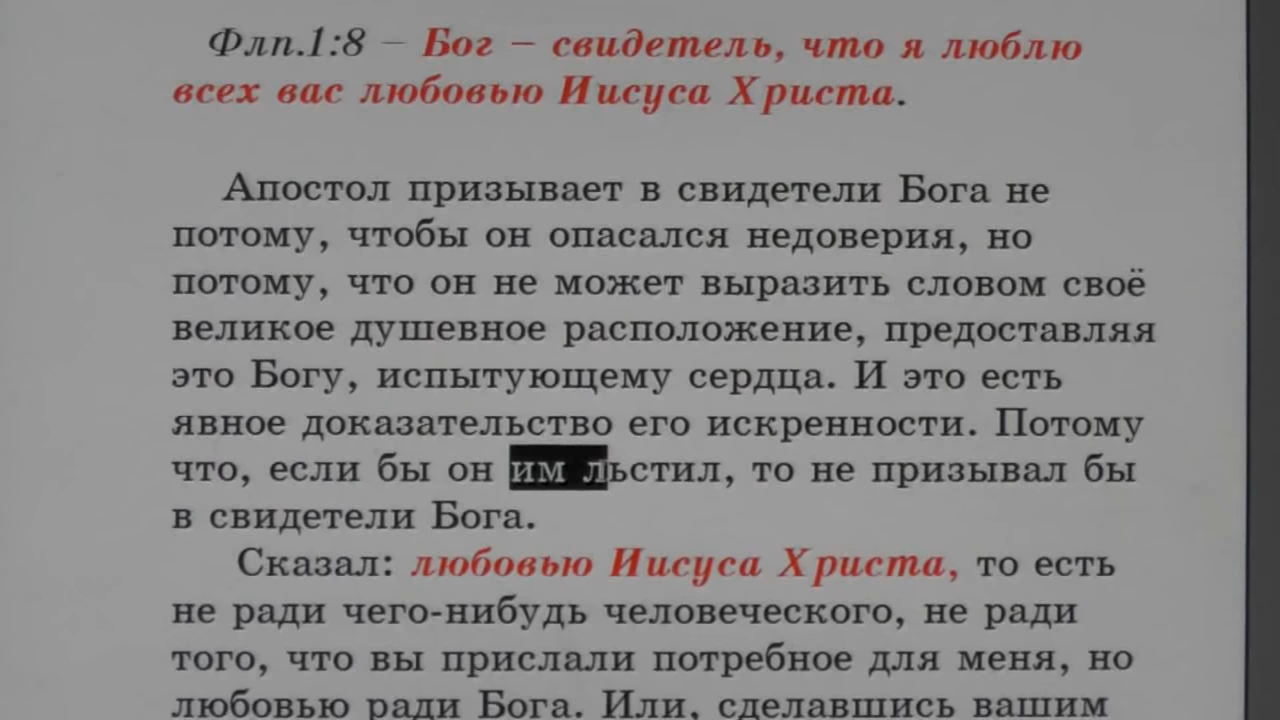 Флп.1:8 – Бог – свидетель, что я люблю
всех вас любовью Иисуса Христа.
Апостол призывает в свидетели Бога не
потому, чтобы он опасался недоверия, но
потому, что он не может выразить словом своё
великое душевное расположение, предоставляя
это Богу, испытующему сердца. И это есть
явное доказательство его искренности. Потому
что, если бы он им льстил, то не призывал бы
в свидетели Бога.
Сказал: любовью Иисуса Христа, то есть
не ради чего-нибудь человеческого, не ради
того, что вы прислали потребное для меня, но
любовью ради Бога. Или, сделавшись вашим